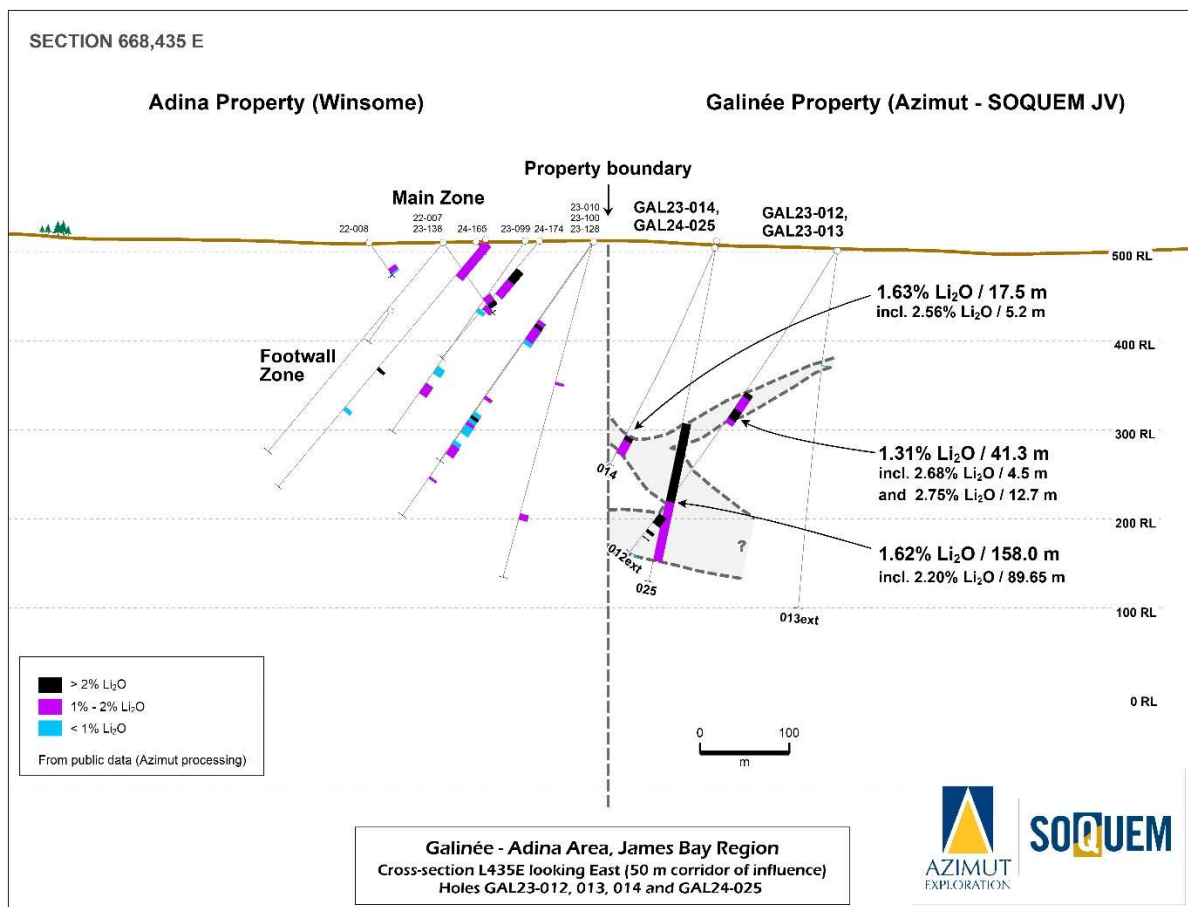 SECTION 668,435 E
Adina Property (Winsome)
Galinée Property (Azimut - SOQUEM JV)
Property boundary
Main Zone
22-008
22-007
23-138
24-165
23-099
24-174
23-010
23-100
23-128
GAL23-014,
GAL24-025
GAL23-012,
GAL23-013
500 RL
1.63% Li₂O / 17.5 m
incl. 2.56% Li₂O / 5.2 m
400 RL
Footwall
Zone
300 RL
1.31% Li₂O / 41.3 m
incl. 2.68% Li₂O / 4.5 m
and 2.75% Li₂O / 12.7 m
014
200 RL
?
1.62% Li₂O / 158.0 m
incl. 2.20% Li₂O / 89.65 m
012ext
025
013ext
100 RL
0 RL
> 2% Li₂O
1% - 2% Li₂O
< 1% Li₂O
From public data (Azimut processing)
0
100
m
Galinée - Adina Area, James Bay Region
Cross-section L435E looking East (50 m corridor of influence)
Holes GAL23-012, 013, 014 and GAL24-025
AZIMUT
EXPLORATION
SOQUEM